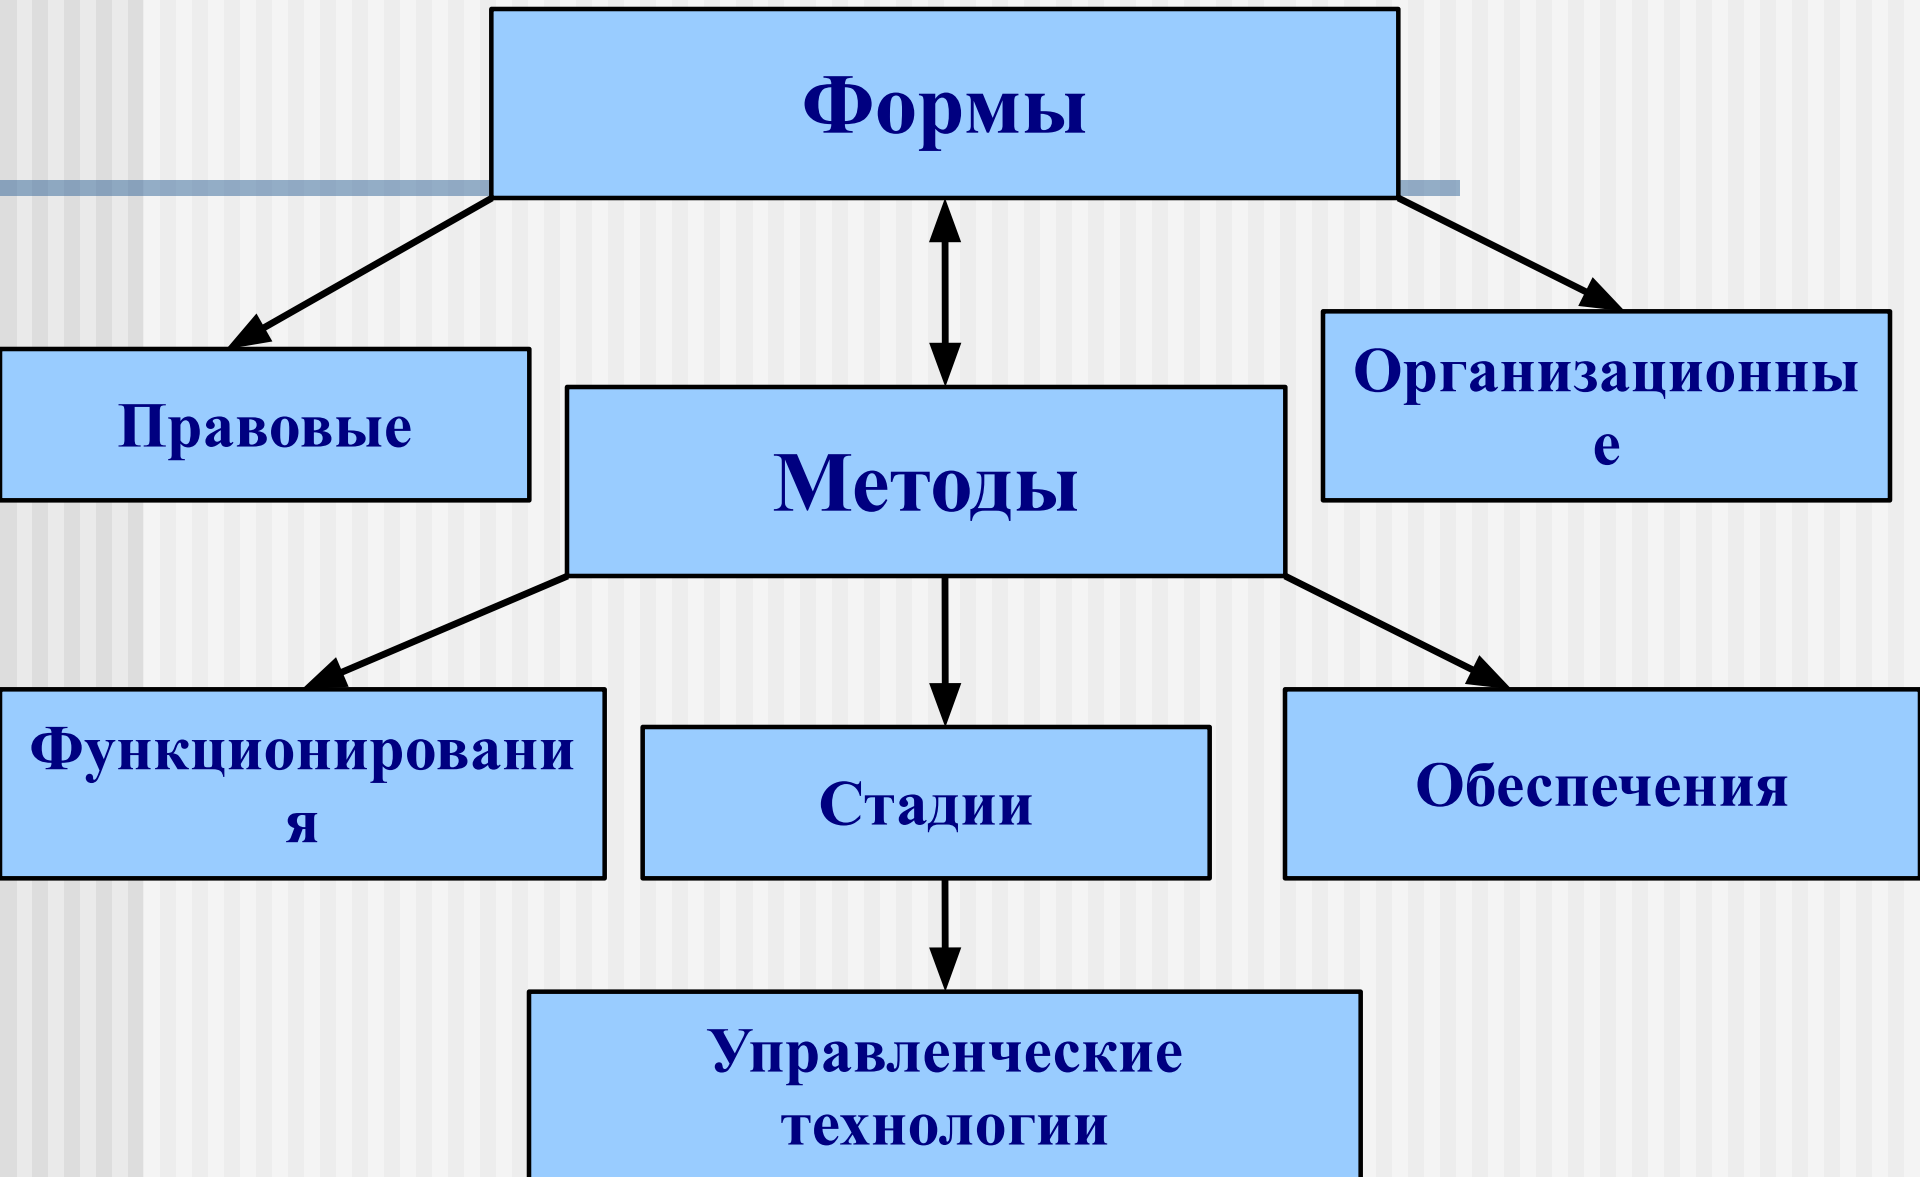 Формы
Правовые
Организационны
е
Методы
Функционировани
я
Стадии
Обеспечения
Управленческие
технологии